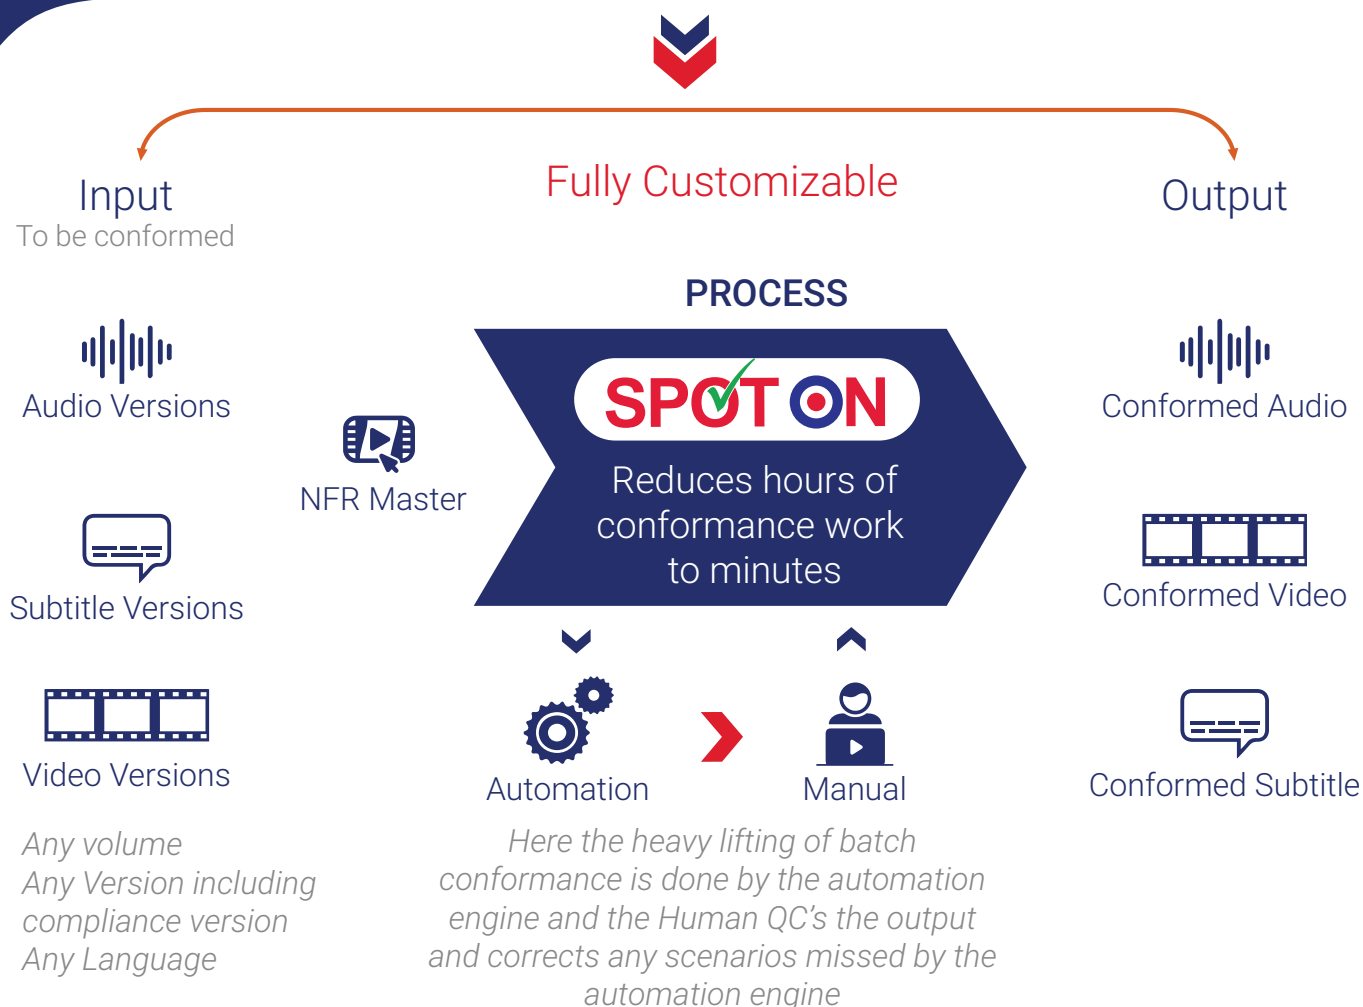 Fully Customizable
Input
To be conformed
Output
PROCESS
Audio Versions
NFR Master
Subtitle Versions
Video Versions
Any volume
Any Version including
compliance version
Any Language
SPOT ON
Reduces hours of
conformance work
to minutes
Automation
Manual
Here the heavy lifting of batch
conformance is done by the automation
engine and the Human QC’s the output
and corrects any scenarios missed by the
automation engine
Conformed Audio
Conformed Video
Conformed Subtitle